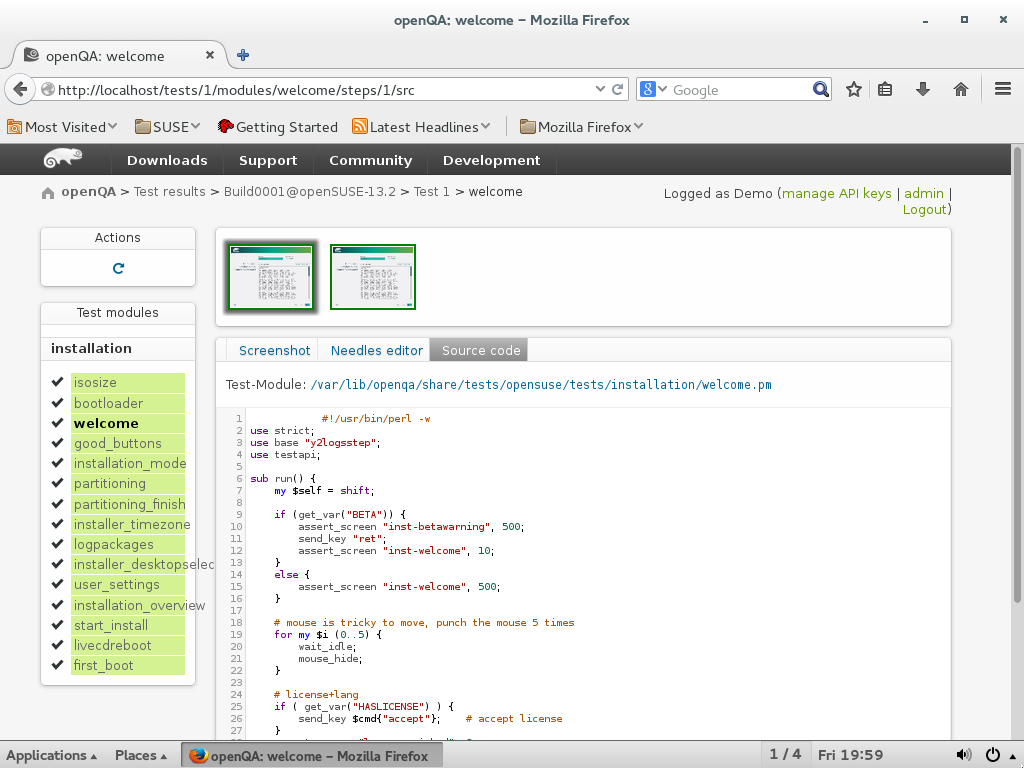 openQA: welcome – Mozilla Firefox
openQA: welcome
http://localhost/tests/1/modules/welcome/steps/1/src
Google
Most Visited SUSE Getting Started Latest Headlines Mozilla Firefox
Downloads Support Community Development
openQA > Test results > Build0001@openSUSE-13.2 > Test 1 > welcome
Logged as Demo (manage API keys | admin |
Logout)
Actions
Test modules
installation
isosize
bootloader
welcome
good_buttons
installation_mode
partitioning
partitioning_finish
installer_timezone
logpackages
installer_desktopselec
user_settings
installation_overview
start_install
livecdreboot
first_boot
Screenshot Needles editor Source code
Test-Module: /var/lib/openqa/share/tests/opensuse/tests/installation/welcome.pm
1 #!/usr/bin/perl -w
2 use strict;
3 use base "y2logsstep";
4 use testapi;
5
6 sub run() {
7 my $self = shift;
8
9 if (get_var("BETA")) {
10 assert_screen "inst-betawarning", 500;
11 send_key "ret";
12 assert_screen "inst-welcome", 10;
13 }
14 else {
15 assert_screen "inst-welcome", 500;
16 }
17
18 # mouse is tricky to move, punch the mouse 5 times
19 for my $i (0..5) {
20 wait_idle;
21 mouse_hide;
22 }
23
24 # license+lang
25 if ( get_var("HASLICENSE") ) {
26 send_key $cmd{"accept"}; # accept license
27 }
Applications Places openQA: welcome – Mozilla Firefox 1 / 4 Fri 19:59